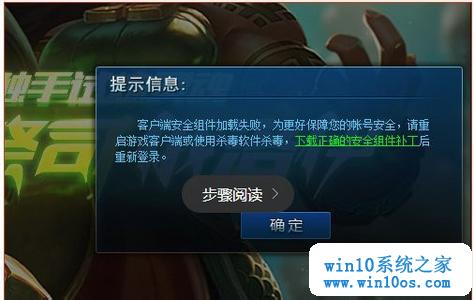 提示信息：
独手
客户端安全组件加载失败，为更好保障您的帐号安全，请重
启游戏客户端或使用杀毒软件杀毒，下载正确的安全组件补丁后
重新登录。
步骤阅读 >
确定
win10系统之家
www.win10os.com